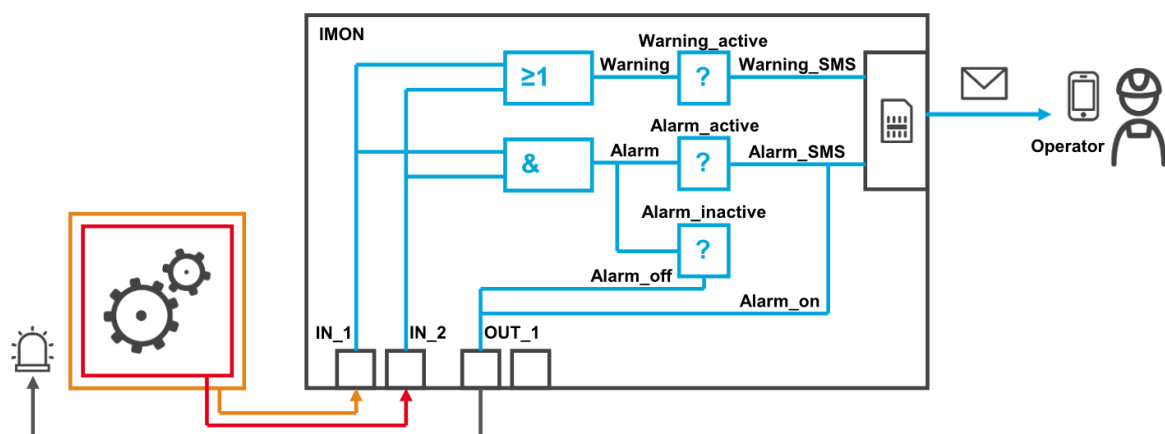 IMON
Warning_active
≥1
Warning
?
Warning_SMS
Alarm_active
&
Alarm
?
Alarm_SMS
Operator
Alarm_inactive
?
Alarm_off
Alarm_on
IN_1
IN_2
OUT_1